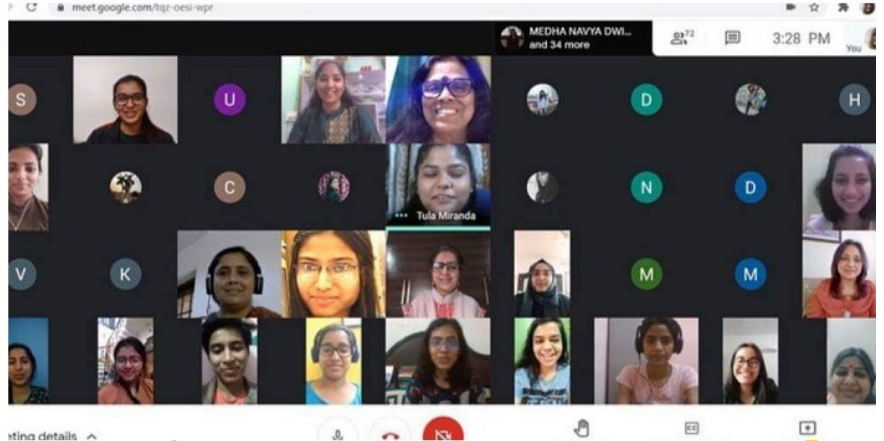 meet.google.com/tqz-oesi-wpr
MEDHA NAVYA DWI...
and 34 more
72
3:28 PM
You
S
U
D
H
C
N
D
Tula Miranda
V
K
M
M
eting details
CC